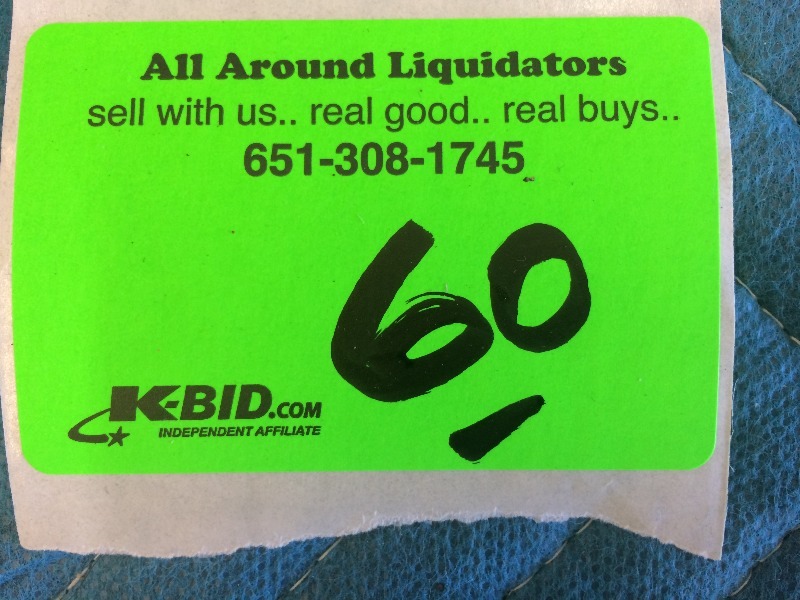 All Around Liquidators
sell with us.. real good.. real buys..
651-308-1745
60
K-BID.COM
INDEPENDENT AFFILIATE